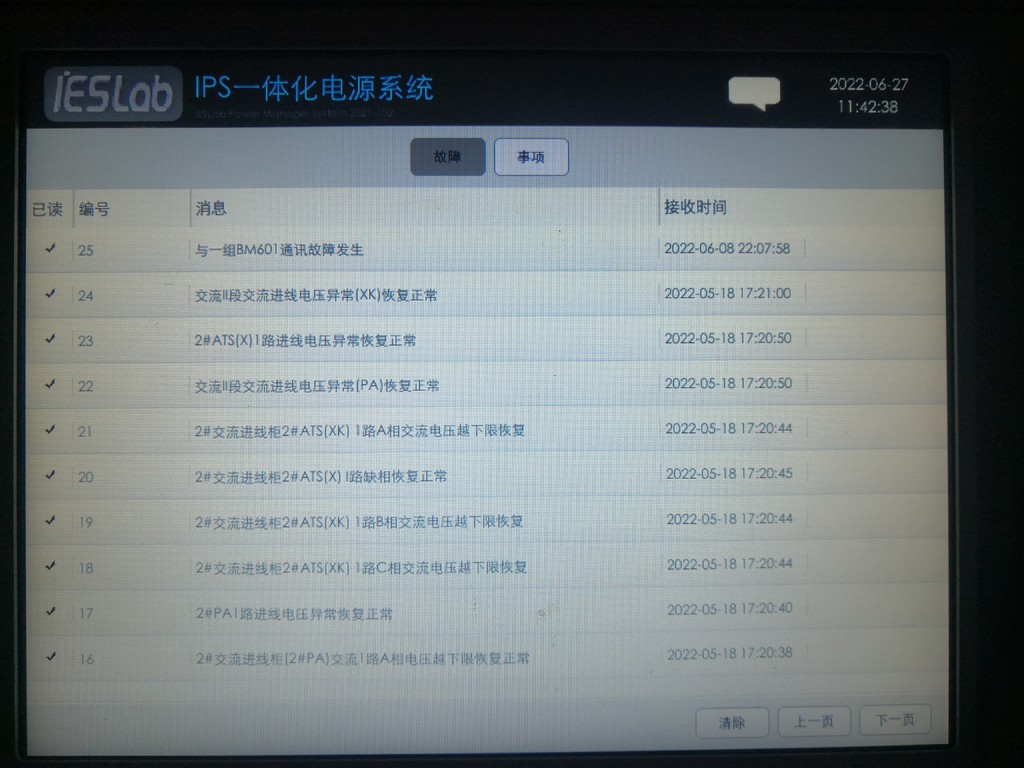 iESLab IPS一体化电源系统 2022-06-27
11:42:38
故障 事项
已读 编号 消息 接收时间
✓ 25 与一组BM601通讯故障发生 2022-06-08 22:07:58
✓ 24 交流II段交流进线电压异常(XK)恢复正常 2022-05-18 17:21:00
✓ 23 2#ATS(X)1路进线电压异常恢复正常 2022-05-18 17:20:50
✓ 22 交流II段交流进线电压异常(PA)恢复正常 2022-05-18 17:20:50
✓ 21 2#交流进线柜2#ATS(XK) 1路A相交流电压越下限恢复 2022-05-18 17:20:44
✓ 20 2#交流进线柜2#ATS(X) I路缺相恢复正常 2022-05-18 17:20:45
✓ 19 2#交流进线柜2#ATS(XK) 1路B相交流电压越下限恢复 2022-05-18 17:20:44
✓ 18 2#交流进线柜2#ATS(XK) 1路C相交流电压越下限恢复 2022-05-18 17:20:44
✓ 17 2#PA1路进线电压异常恢复正常 2022-05-18 17:20:40
✓ 16 2#交流进线柜(2#PA)交流1路A相电压越下限恢复正常 2022-05-18 17:20:38
清除 上一页 下一页